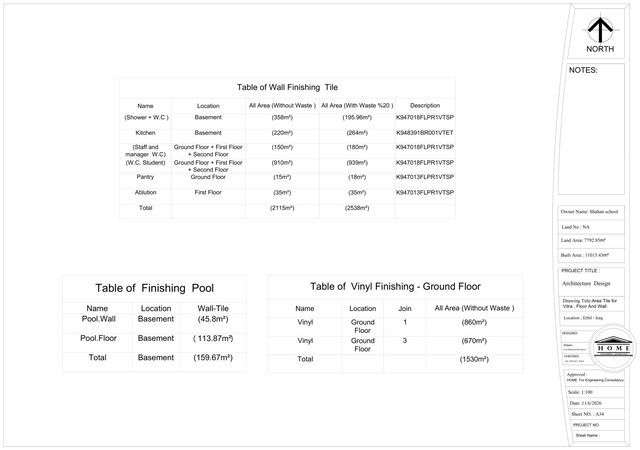 NORTH
NOTES:
Table of Wall Finishing Tile
Name Location All Area (Without Waste ) All Area (With Waste %20 ) Description
(Shower + W.C ) Basement (358m²) (195.96m²) K947018FLPR1VTSP
Kitchen Basement (220m²) (264m²) K948391BR001VTET
(Staff and manager W.C) Ground Floor + First Floor + Second Floor (150m²) (180m²) K947018FLPR1VTSP
(W.C, Student) Ground Floor + First Floor + Second Floor (910m²) (939m²) K947018FLPR1VTSP
Pantry Ground Floor (15m²) (18m²) K947013FLPR1VTSP
Ablution First Floor (35m²) (35m²) K947013FLPR1VTSP
Total (2115m²) (2538m²)
Table of Finishing Pool
Name Location Wall-Tile
Pool.Wall Basement (45.8m²)
Pool.Floor Basement ( 113.87m²)
Total Basement (159.67m²)
Table of Vinyl Finishing - Ground Floor
Name Location Join All Area (Without Waste )
Vinyl Ground Floor 1 (860m²)
Vinyl Ground Floor 3 (670m²)
Total (1530m²)
Owner Name: Shahan school
Land No : NA
Land Area: 7792.85m²
Built Area : 11015.43m²
PROJECT TITLE :
Architecture Design
Drawing Title:Area Tile for
Vitra , Floor And Wall
Location : Erbil - Iraq
DESIGNED
CHECKED
HOME
Approved :
HOME For Engineering Consultancy
Scale: 1:100
Date: 11/6/2026
Sheet NO. : A34
PROJECT NO.
Sheet Name :